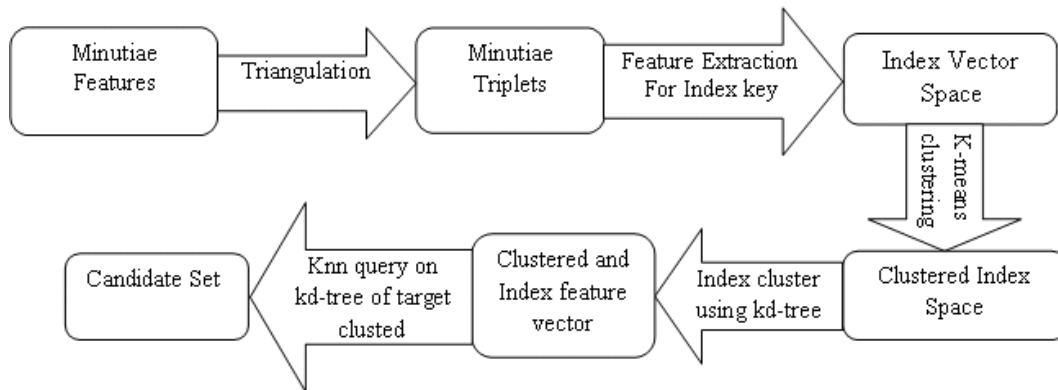 Minutiae
Features
Triangulation
Minutiae
Triplets
Feature Extraction
For Index key
Index Vector
Space
K-means
clustering
Clustered Index
Space
Index cluster
using kd-tree
Clustered and
Index feature
vector
Knn query on
kd-tree of target
clusted
Candidate Set